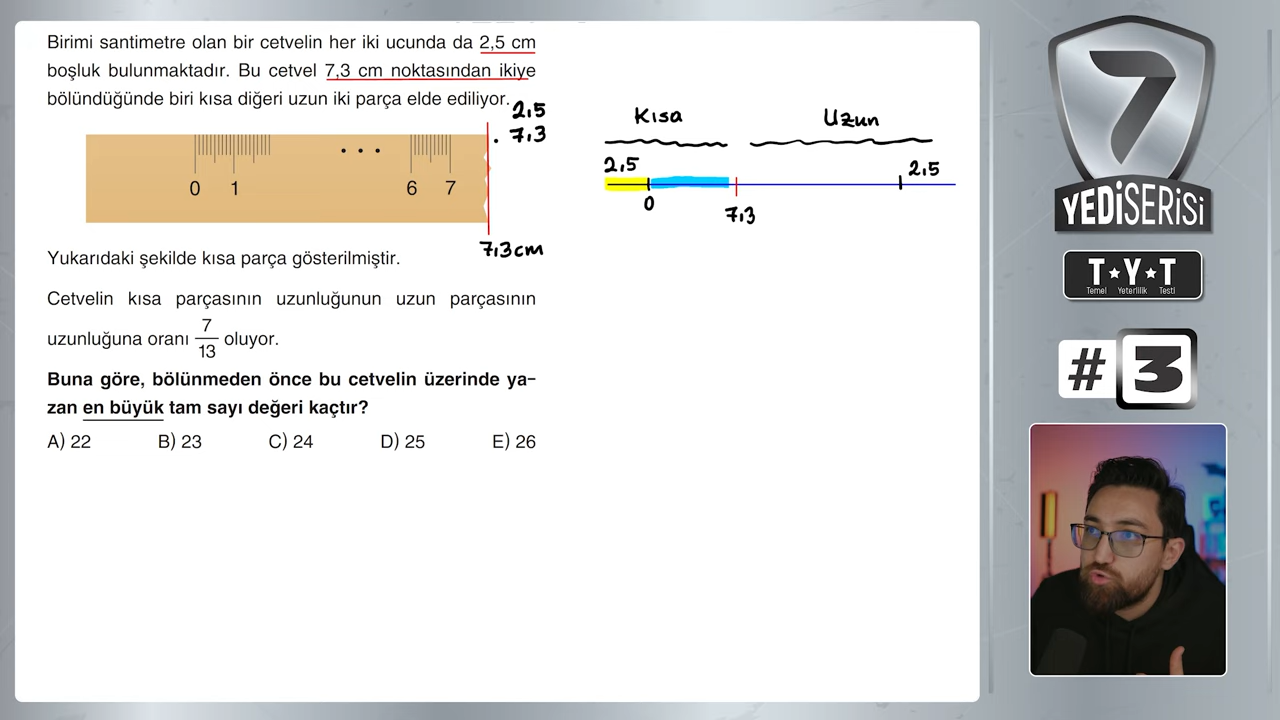 Birimi santimetre olan bir cetvelin her iki ucunda da 2,5 cm
boşluk bulunmaktadır. Bu cetvel 7,3 cm noktasından ikiye
bölündüğünde biri kısa diğeri uzun iki parça elde ediliyor.
2,5
7,3
0 1 6 7
7,3cm
Yukarıdaki şekilde kısa parça gösterilmiştir.
Cetvelin kısa parçasının uzunluğunun uzun parçasının
uzunluğuna oranı 7/13 oluyor.
Buna göre, bölünmeden önce bu cetvelin üzerinde ya-
zan en büyük tam sayı değeri kaçtır?
A) 22 B) 23 C) 24 D) 25 E) 26
Kısa Uzun
2,5 2,5
0 7,3
7
YEDİSERİSİ
T★Y★T
Temel Yeterlilik Testi
#3